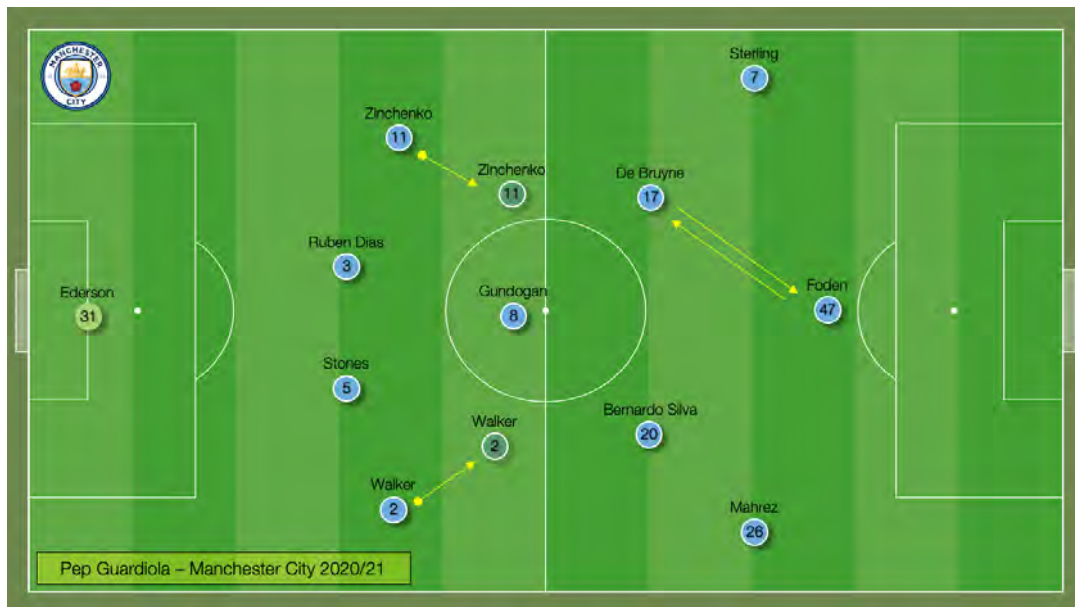 MANCHESTER
CITY
Sterling
7
Zinchenko
11
Zinchenko
11
De Bruyne
17
Ruben Dias
3
Ederson
31
Gundogan
8
Foden
47
Stones
5
Bernardo Silva
20
Walker
2
Walker
2
Mahrez
26
Pep Guardiola – Manchester City 2020/21